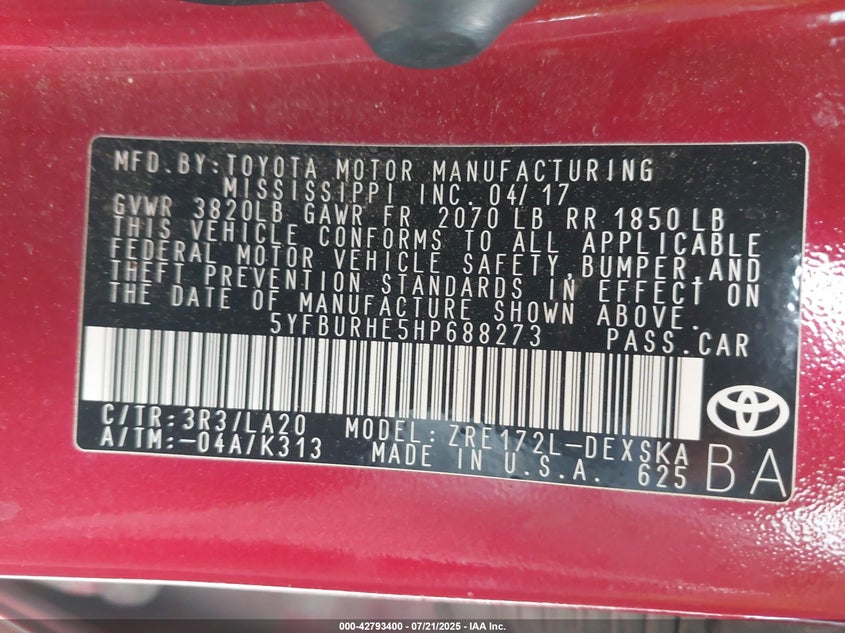 MFD.BY:TOYOTA MOTOR MANUFACTURING
MISSISSIPPI INC. 04/17
GVWR 3820LB GAWR FR 2070 LB RR 1850LB
THIS VEHICLE CONFORMS TO ALL APPLICABLE
FEDERAL MOTOR VEHICLE SAFETY,BUMPER,AND
THEFT PREVENTION STANDARDS IN EFFECT ON
THE DATE OF MANUFACTURE SHOWN ABOVE.
5YFBURHE5HP688273 PASS.CAR
C/TR:3R3/LA20 MODEL:ZRE172L-DEXSKA
A/TM:-04A/K313 MADE IN U.S.A. 625
BA
000-42793400 - 07/21/2025 - IAA Inc.